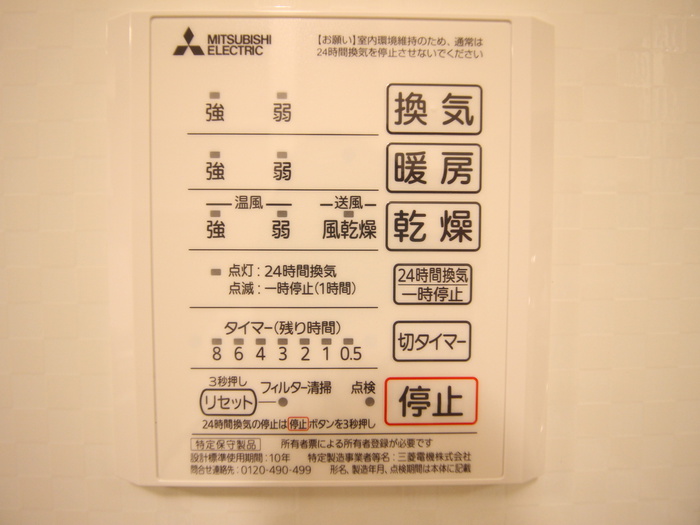 MITSUBISHI
ELECTRIC
【お願い】室内環境維持のため、通常は
24時間換気を停止させないでください
強 弱 換気
強 弱 暖房
温風 送風
強 弱 風乾燥 乾燥
点灯：24時間換気
点滅：一時停止(1時間)
24時間換気
一時停止
タイマー(残り時間)
8 6 4 3 2 1 0.5
切タイマー
3秒押し
リセット フィルター清掃 点検
停止
24時間換気の停止は停止ボタンを3秒押し
特定保守製品 所有者票による所有者登録が必要です
設計標準使用期間：10年 特定製造事業者等名：三菱電機株式会社
問合せ連絡先：0120-490-499 形名、製造年月、点検期間は本体に記載